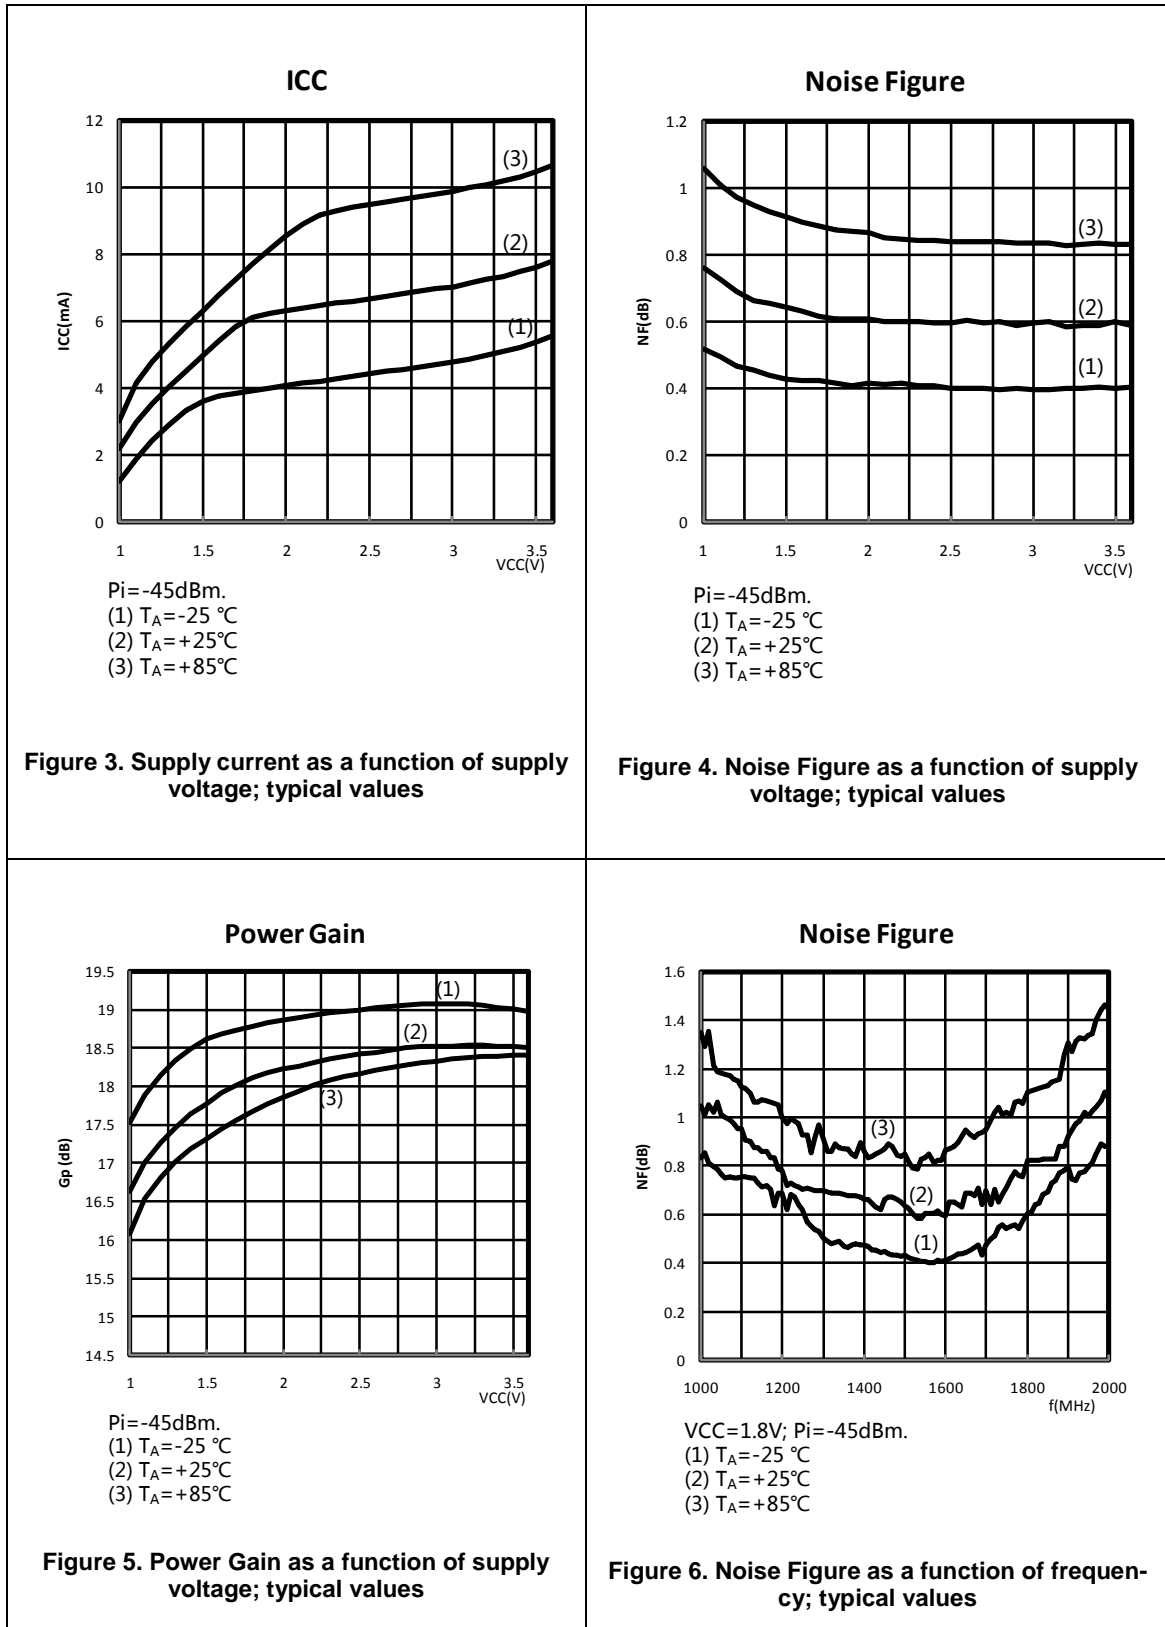 ICC
12
10
8
6
4
2
0
ICC(mA)
(3)
(2)
(1)
1 1.5 2 2.5 3 3.5
VCC(V)
Pi=-45dBm.
(1) TA=-25 ℃
(2) TA=+25℃
(3) TA=+85℃
Figure 3. Supply current as a function of supply
voltage; typical values
Noise Figure
1.2
1
0.8
0.6
0.4
0.2
0
NF(dB)
(3)
(2)
(1)
1 1.5 2 2.5 3 3.5
VCC(V)
Pi=-45dBm.
(1) TA=-25 ℃
(2) TA=+25℃
(3) TA=+85℃
Figure 4. Noise Figure as a function of supply
voltage; typical values
Power Gain
19.5
19
18.5
18
17.5
17
16.5
16
15.5
15
14.5
Gp (dB)
(1)
(2)
(3)
1 1.5 2 2.5 3 3.5
VCC(V)
Pi=-45dBm.
(1) TA=-25 ℃
(2) TA=+25℃
(3) TA=+85℃
Figure 5. Power Gain as a function of supply
voltage; typical values
Noise Figure
1.6
1.4
1.2
1
0.8
0.6
0.4
0.2
0
NF(dB)
(3)
(2)
(1)
1000 1200 1400 1600 1800 2000
f(MHz)
VCC=1.8V; Pi=-45dBm.
(1) TA=-25 ℃
(2) TA=+25℃
(3) TA=+85℃
Figure 6. Noise Figure as a function of frequen-
cy; typical values